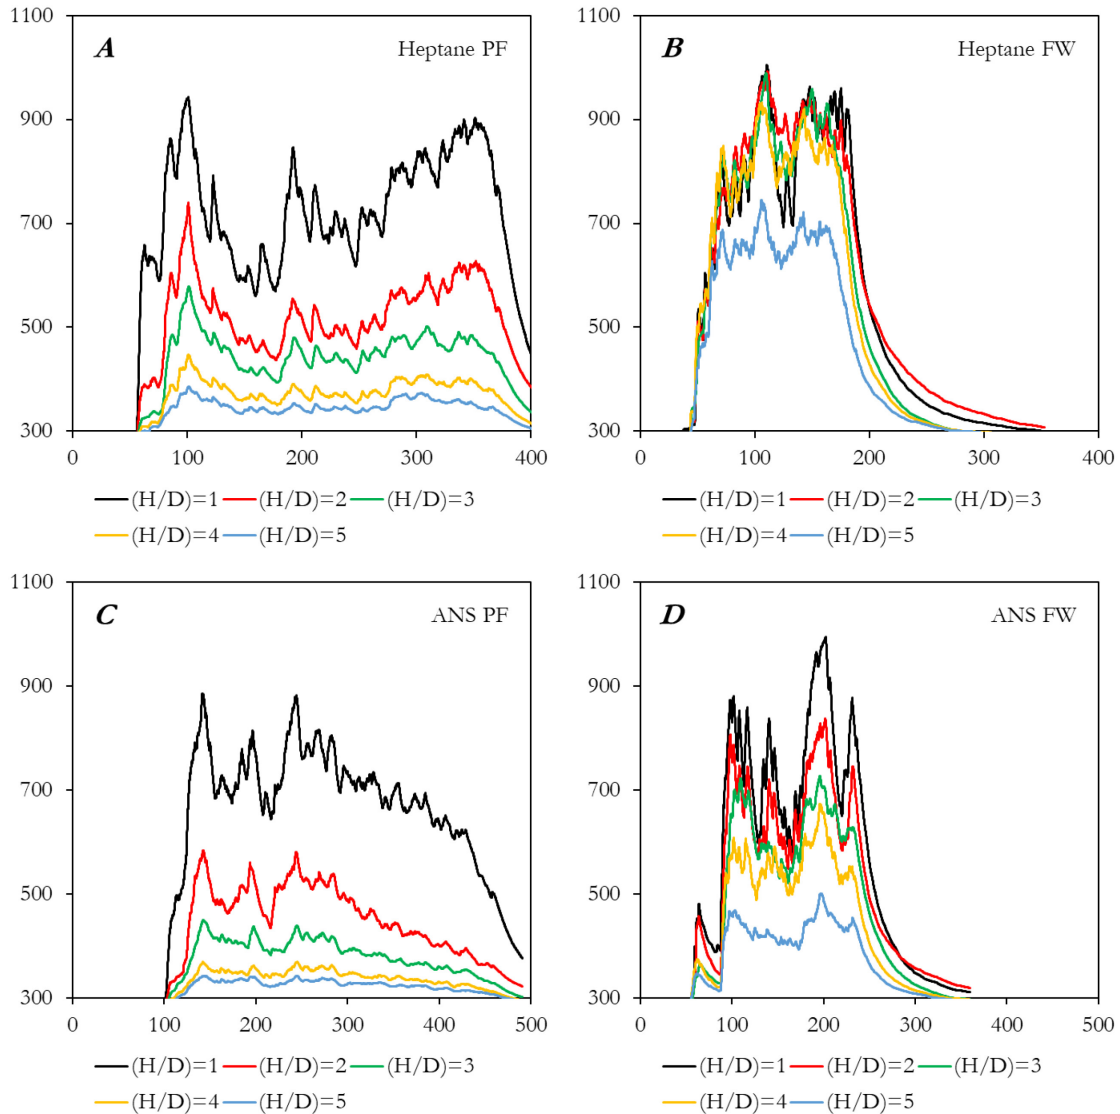 1100
A Heptane PF
900
700
500
300
0 100 200 300 400
(H/D)=1 (H/D)=2 (H/D)=3
(H/D)=4 (H/D)=5
1100
B Heptane FW
900
700
500
300
0 100 200 300 400
(H/D)=1 (H/D)=2 (H/D)=3
(H/D)=4 (H/D)=5
1100
C ANS PF
900
700
500
300
0 100 200 300 400 500
(H/D)=1 (H/D)=2 (H/D)=3
(H/D)=4 (H/D)=5
1100
D ANS FW
900
700
500
300
0 100 200 300 400 500
(H/D)=1 (H/D)=2 (H/D)=3
(H/D)=4 (H/D)=5